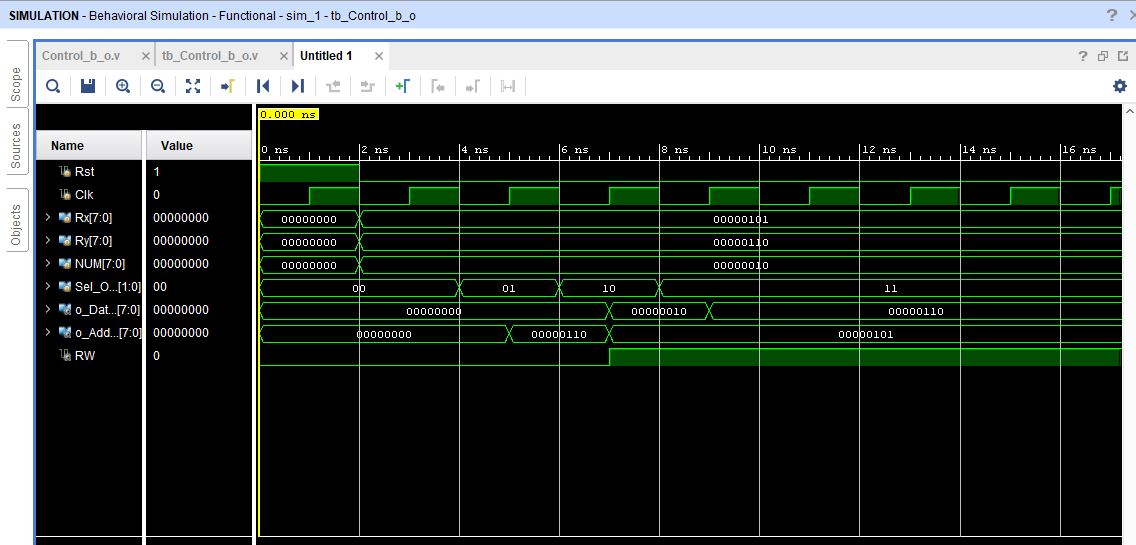 SIMULATION - Behavioral Simulation - Functional - sim_1 - tb_Control_b_o
Scope
Sources
Objects
Control_b_o.v tb_Control_b_o.v Untitled 1
0.000 ns
Name Value
0 ns 2 ns 4 ns 6 ns 8 ns 10 ns 12 ns 14 ns 16 ns
Rst 1
Clk 0
Rx[7:0] 00000000 00000000 00000101
Ry[7:0] 00000000 00000000 00000110
NUM[7:0] 00000000 00000000 00000010
Sel_O...[1:0] 00 00 01 10 11
o_Dat...[7:0] 00000000 00000000 00000010 00000110
o_Add...[7:0] 00000000 00000000 00000110 00000101
RW 0